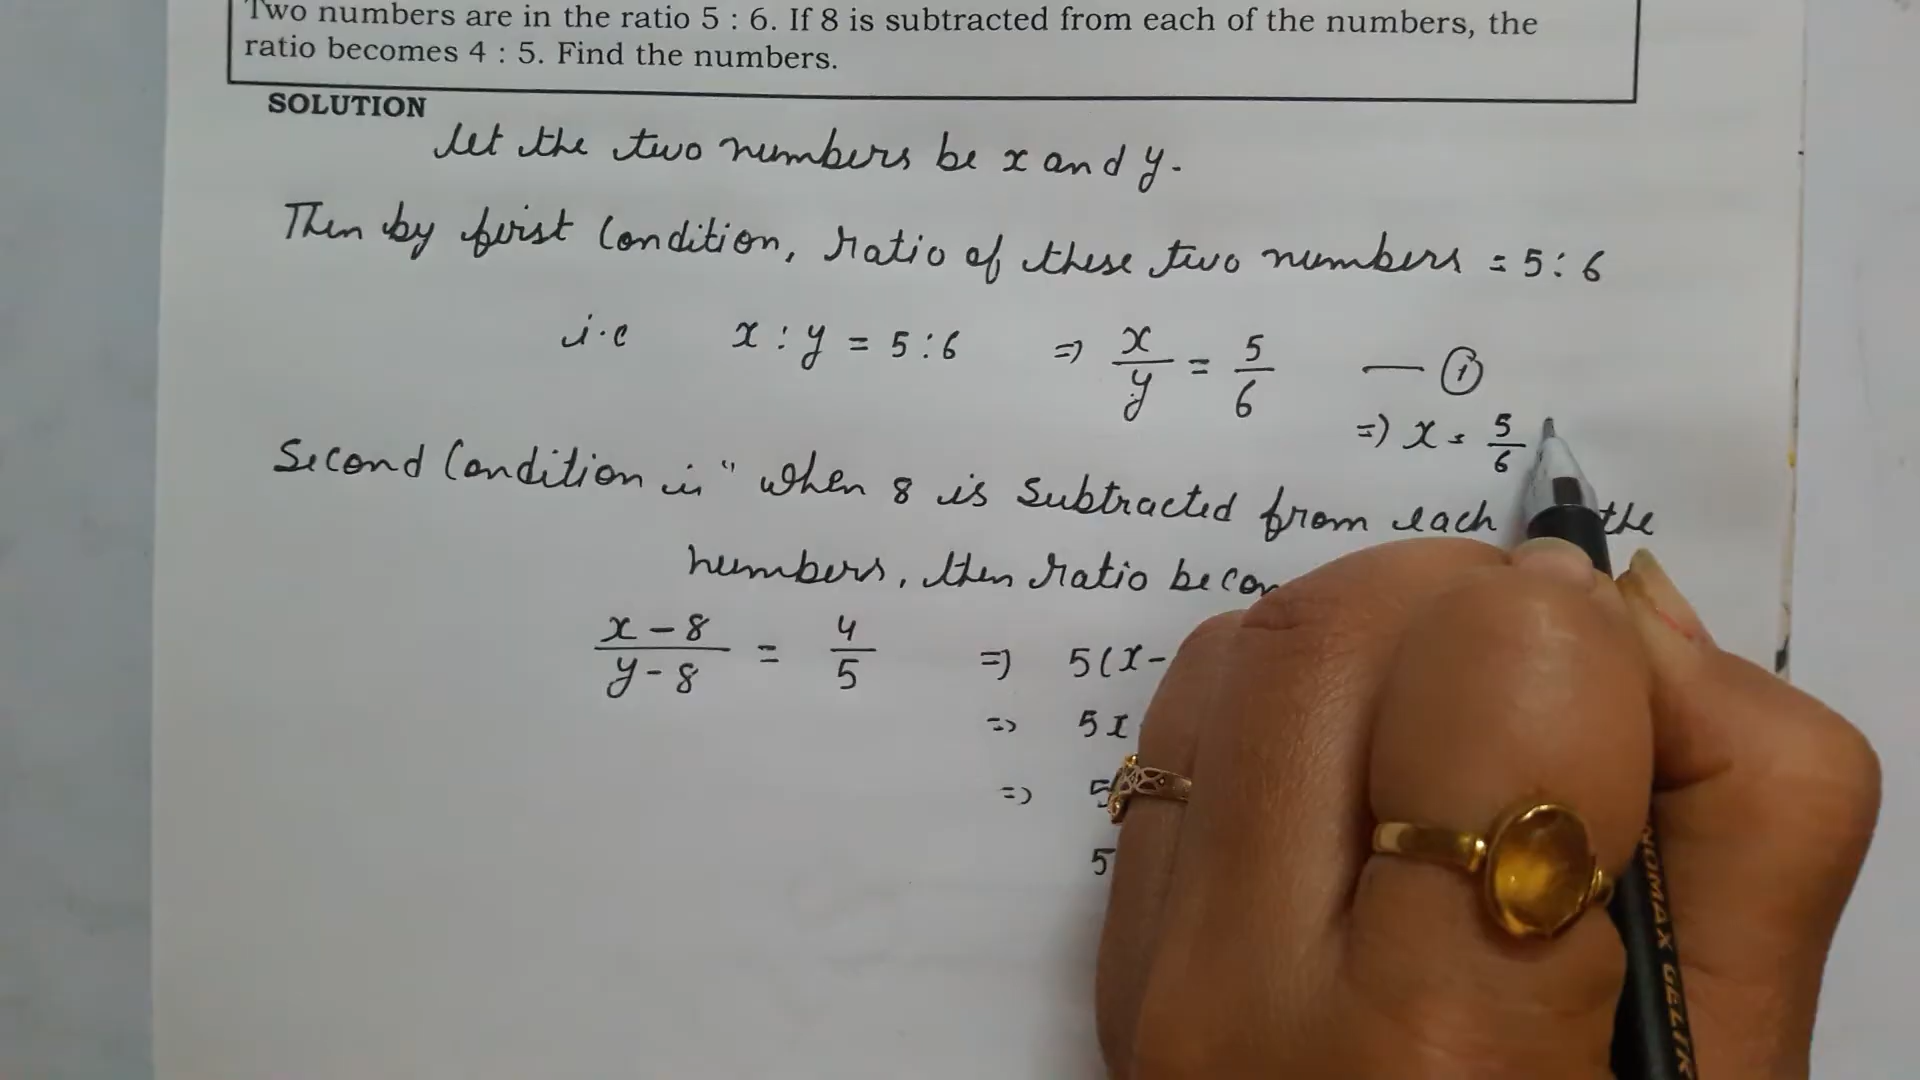 Two numbers are in the ratio 5 : 6. If 8 is subtracted from each of the numbers, the
ratio becomes 4 : 5. Find the numbers.
SOLUTION
Let the two numbers be x and y.
Then by first Condition, ratio of these two numbers = 5 : 6
i.e x : y = 5 : 6 => x/y = 5/6 — ①
=> x = 5/6
Second Condition is " when 8 is subtracted from each the
numbers, then ratio
x - 8 / y - 8 = 4/5 => 5(x -
=> 5x
=> 5
5